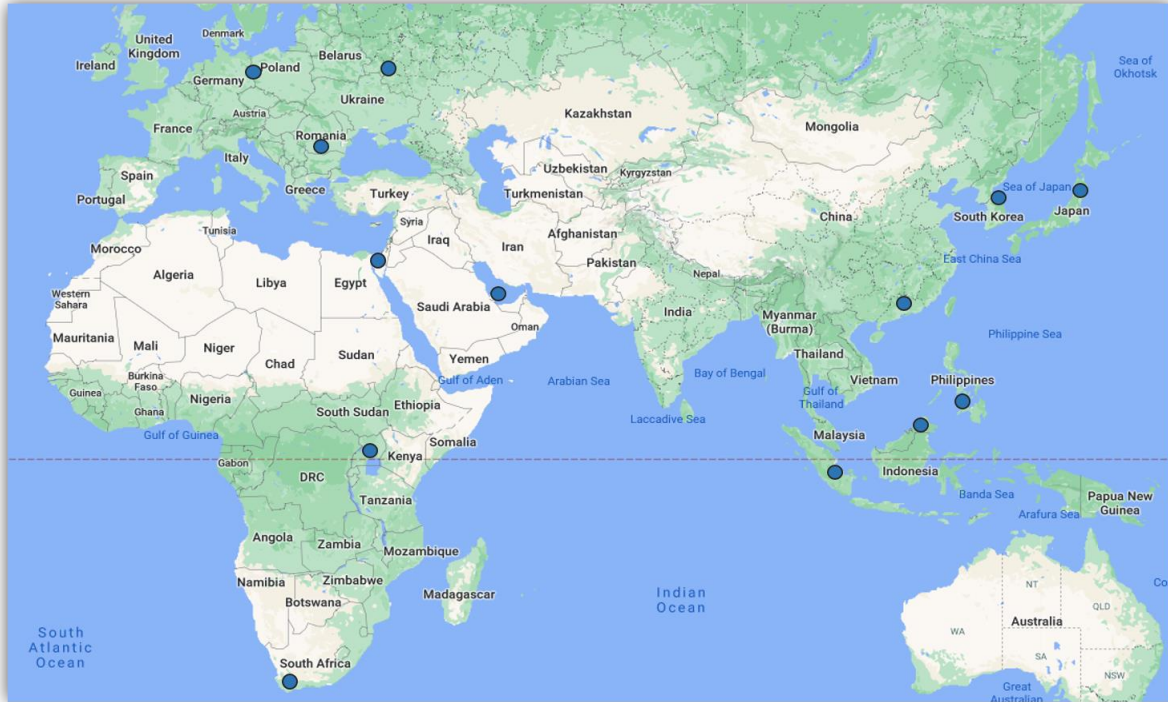 Denmark
United
Kingdom
Ireland
Belarus
Poland
Germany
Ukraine
Austria
France
Romania
Italy
Spain
Portugal
Greece
Turkey
Kazakhstan
Mongolia
Sea of
Okhotsk
Uzbekistan
Kyrgyzstan
Turkmenistan
Sea of Japan
South Korea
Japan
China
Syria
Tunisia
Morocco
Iraq
Iran
Afghanistan
Pakistan
Nepal
East China Sea
Algeria
Libya
Egypt
Western
Sahara
Saudi Arabia
India
Myanmar
(Burma)
Oman
Mauritania
Mali
Niger
Chad
Sudan
Yemen
Thailand
Philippine Sea
Burkina
Faso
Guinea
Ghana
Nigeria
Gulf of Aden
Arabian Sea
Bay of Bengal
Vietnam
Philippines
Gulf of
Thailand
South Sudan
Ethiopia
Laccadive Sea
Gulf of Guinea
Somalia
Malaysia
Gabon
Kenya
DRC
Indonesia
Tanzania
Banda Sea
Papua New
Guinea
Arafura Sea
Angola
Zambia
Mozambique
Namibia
Zimbabwe
Botswana
Madagascar
Indian
Ocean
NT
Co
QLD
Australia
WA
SA
NSW
South
Atlantic
Ocean
South Africa
Great
Australian